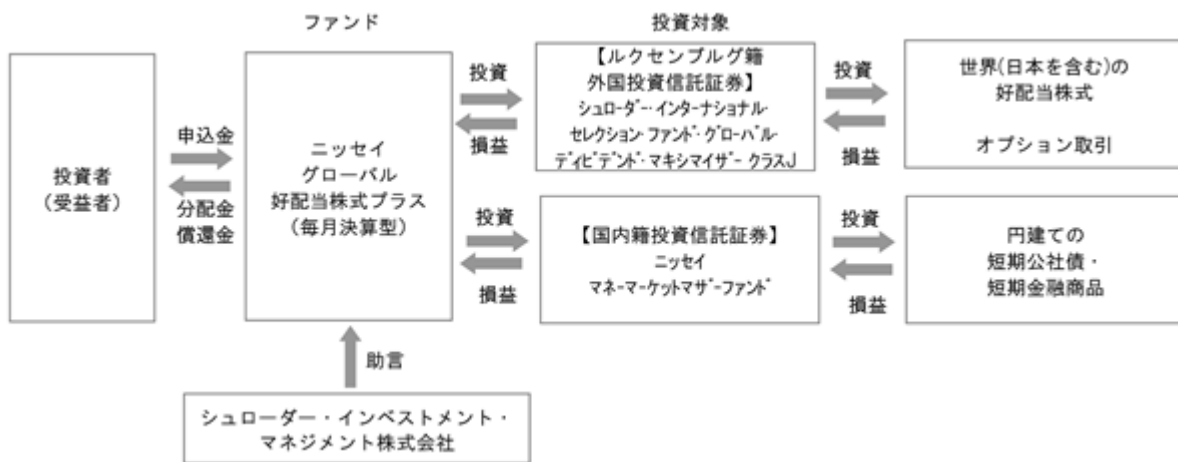 ファンド
投資対象
投資者
(受益者)
申込金
分配金
償還金
ニッセイ
グローバル
好配当株式プラス
(毎月決算型)
投資
損益
【ルクセンブルグ籍
外国投資信託証券】
シュローダー・インターナショナル・
セレクション・ファンド・グローバル・
ディビデンド・マキシマイザー クラスJ
投資
損益
世界(日本を含む)の
好配当株式
オプション取引
投資
損益
【国内籍投資信託証券】
ニッセイ
マネーマーケットマザーファンド
投資
損益
円建ての
短期公社債・
短期金融商品
助言
シュローダー・インベストメント・
マネジメント株式会社